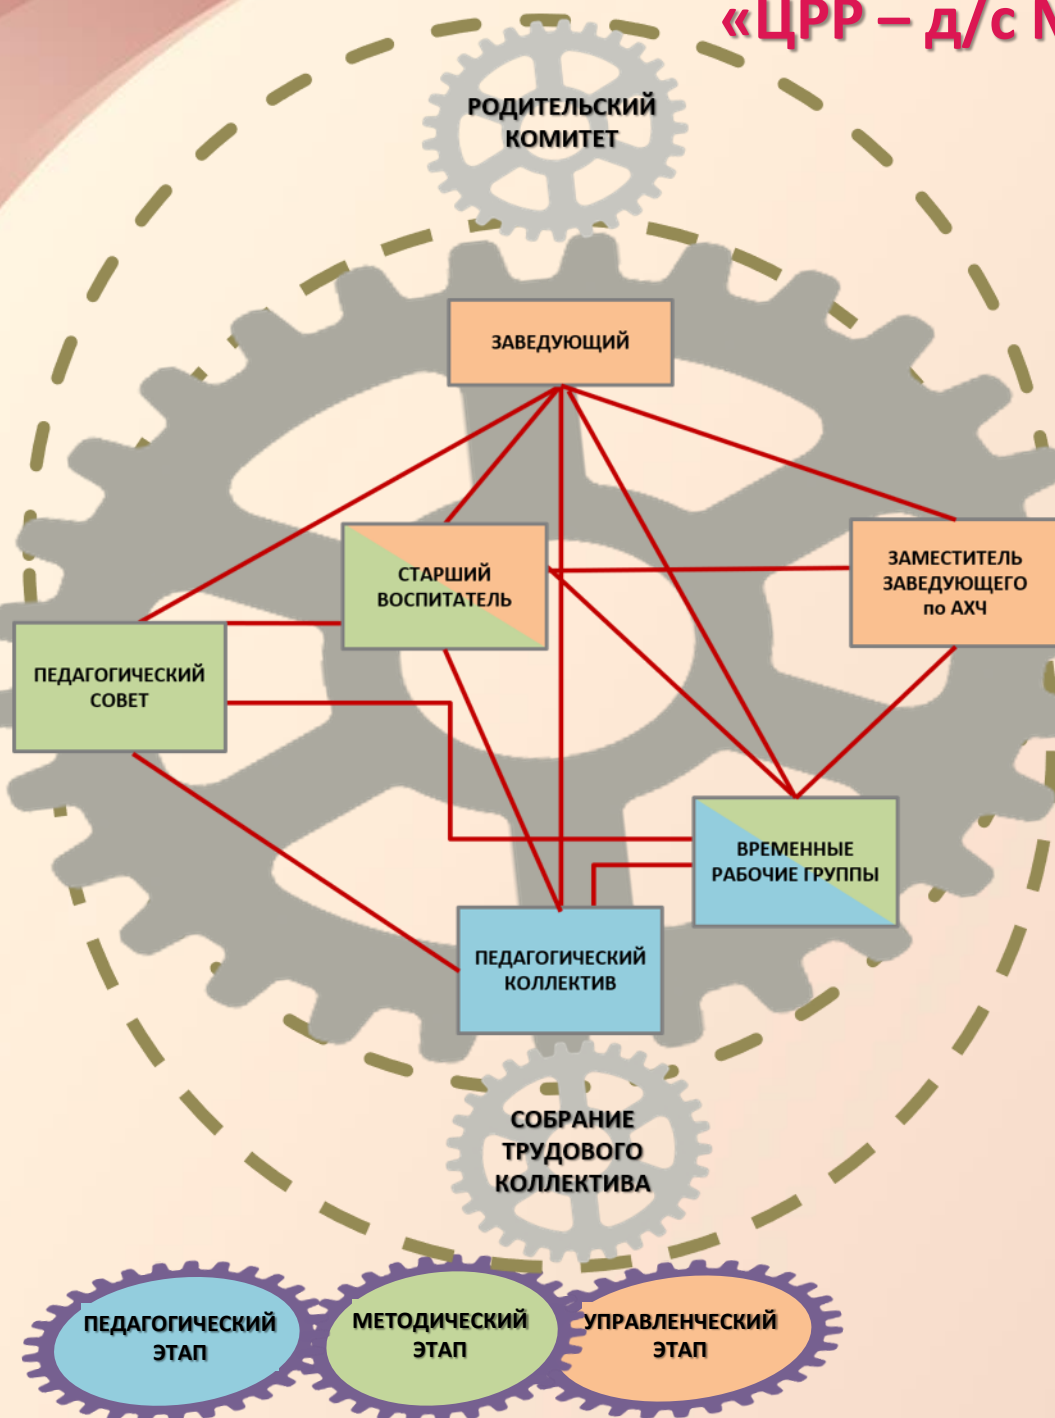 «ЦРР – д/с
РОДИТЕЛЬСКИЙ
КОМИТЕТ
ЗАВЕДУЮЩИЙ
СТАРШИЙ
ВОСПИТАТЕЛЬ
ЗАМЕСТИТЕЛЬ
ЗАВЕДУЮЩЕГО
по АХЧ
ПЕДАГОГИЧЕСКИЙ
СОВЕТ
ВРЕМЕННЫЕ
РАБОЧИЕ ГРУППЫ
ПЕДАГОГИЧЕСКИЙ
КОЛЛЕКТИВ
СОБРАНИЕ
ТРУДОВОГО
КОЛЛЕКТИВА
ПЕДАГОГИЧЕСКИЙ
ЭТАП
МЕТОДИЧЕСКИЙ
ЭТАП
УПРАВЛЕНЧЕСКИЙ
ЭТАП